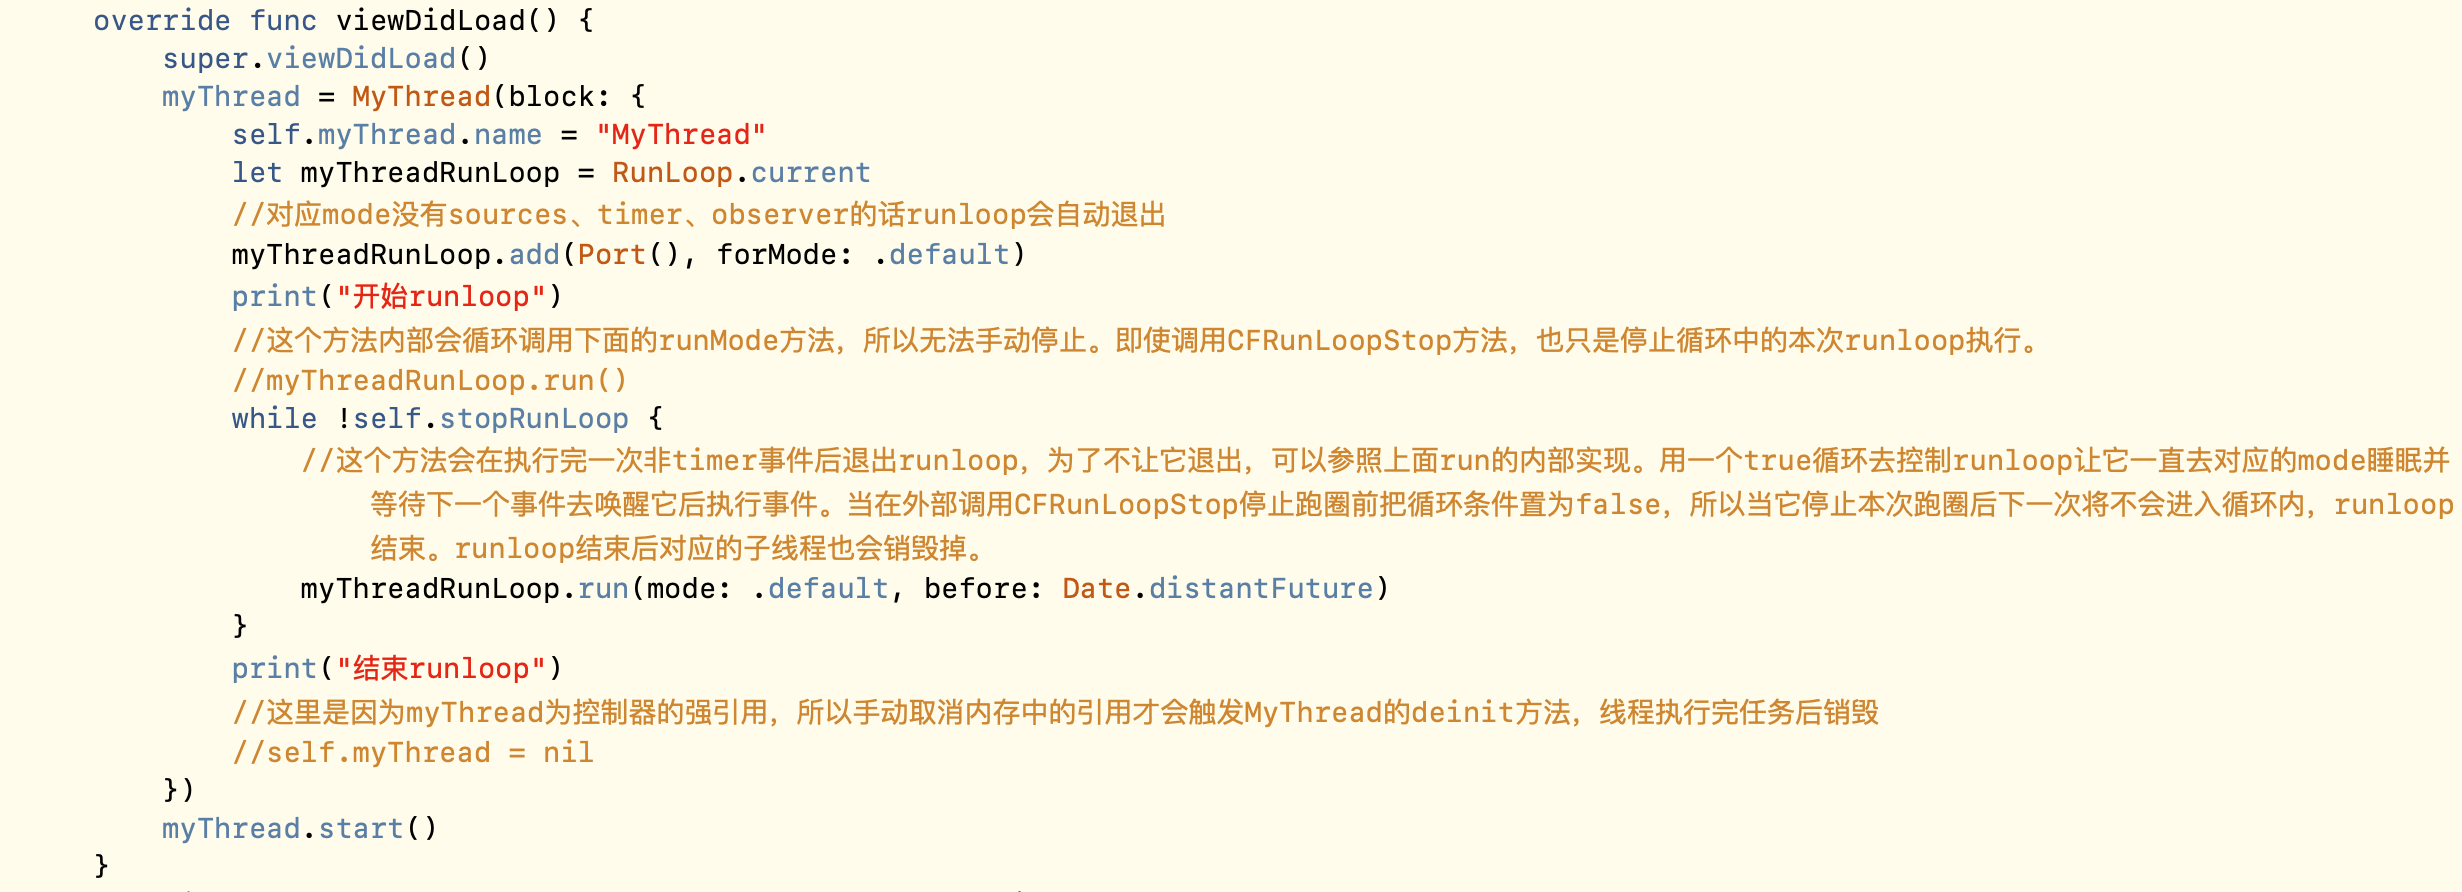 override func viewDidLoad() {
super.viewDidLoad()
myThread = MyThread(block: {
self.myThread.name = "MyThread"
let myThreadRunLoop = RunLoop.current
//对应mode没有sources、timer、observer的话runloop会自动退出
myThreadRunLoop.add(Port(), forMode: .default)
print("开始runloop")
//这个方法内部会循环调用下面的runMode方法，所以无法手动停止。即使调用CFRunLoopStop方法，也只是停止循环中的本次runloop执行。
//myThreadRunLoop.run()
while !self.stopRunLoop {
//这个方法会在执行完一次非timer事件后退出runloop，为了不让它退出，可以参照上面run的内部实现。用一个true循环去控制runloop让它一直去对应的mode睡眠并
等待下一个事件去唤醒它后执行事件。当在外部调用CFRunLoopStop停止跑圈前把循环条件置为false，所以当它停止本次跑圈后下一次将不会进入循环内，runloop
结束。runloop结束后对应的子线程也会销毁掉。
myThreadRunLoop.run(mode: .default, before: Date.distantFuture)
}
print("结束runloop")
//这里是因为myThread为控制器的强引用，所以手动取消内存中的引用才会触发MyThread的deinit方法，线程执行完任务后销毁
//self.myThread = nil
})
myThread.start()
}